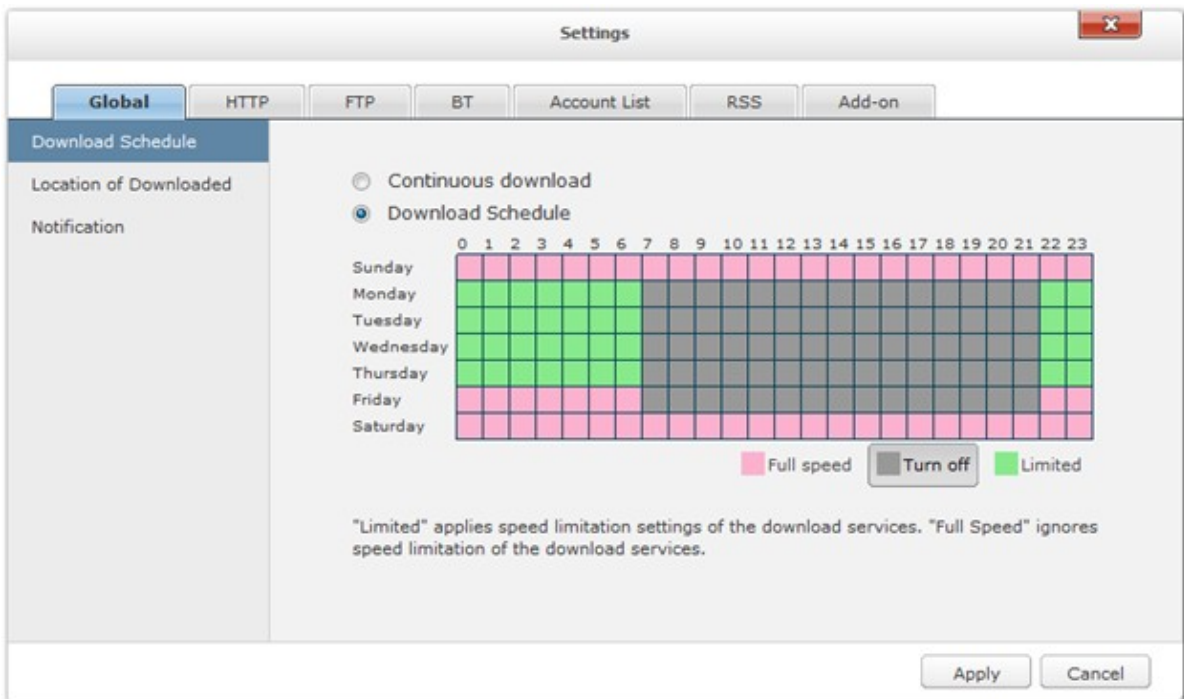 Settings
x
Global HTTP FTP BT Account List RSS Add-on
Download Schedule
Location of Downloaded
Notification
Continuous download
Download Schedule
0 1 2 3 4 5 6 7 8 9 10 11 12 13 14 15 16 17 18 19 20 21 22 23
Sunday
Monday
Tuesday
Wednesday
Thursday
Friday
Saturday
Full speed Turn off Limited
"Limited" applies speed limitation settings of the download services. "Full Speed" ignores
speed limitation of the download services.
Apply Cancel